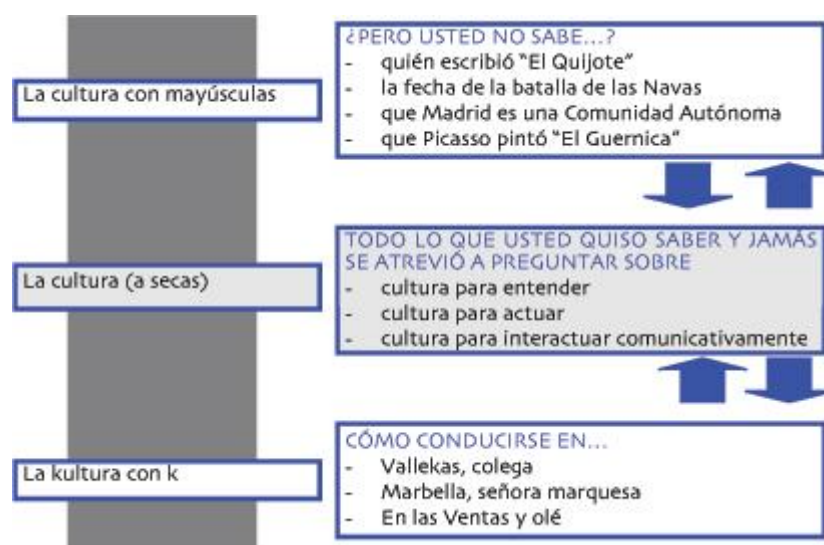 La cultura con mayúsculas
¿PERO USTED NO SABE...?
- quién escribió "El Quijote"
- la fecha de la batalla de las Navas
- que Madrid es una Comunidad Autónoma
- que Picasso pintó "El Guernica"
La cultura (a secas)
TODO LO QUE USTED QUISO SABER Y JAMÁS
SE ATREVIÓ A PREGUNTAR SOBRE
- cultura para entender
- cultura para actuar
- cultura para interactuar comunicativamente
La kultura con k
CÓMO CONDUCIRSE EN...
- Vallekas, colega
- Marbella, señora marquesa
- En las Ventas y olé